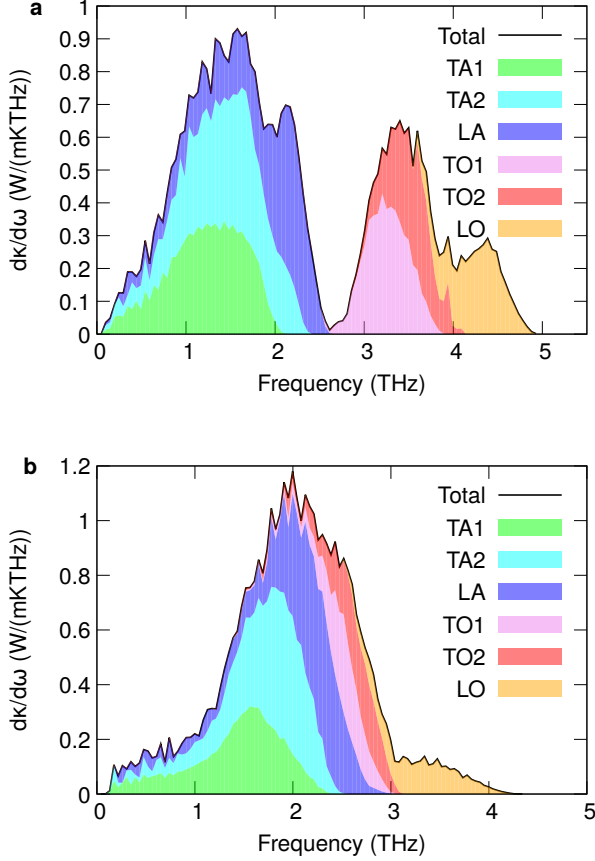 a
dκ/dω (W/(mKTHz))
1
0.9
0.8
0.7
0.6
0.5
0.4
0.3
0.2
0.1
0
Total
TA1
TA2
LA
TO1
TO2
LO
0 1 2 3 4 5
Frequency (THz)
b
dκ/dω (W/(mKTHz))
1.2
1
0.8
0.6
0.4
0.2
0
Total
TA1
TA2
LA
TO1
TO2
LO
0 1 2 3 4 5
Frequency (THz)